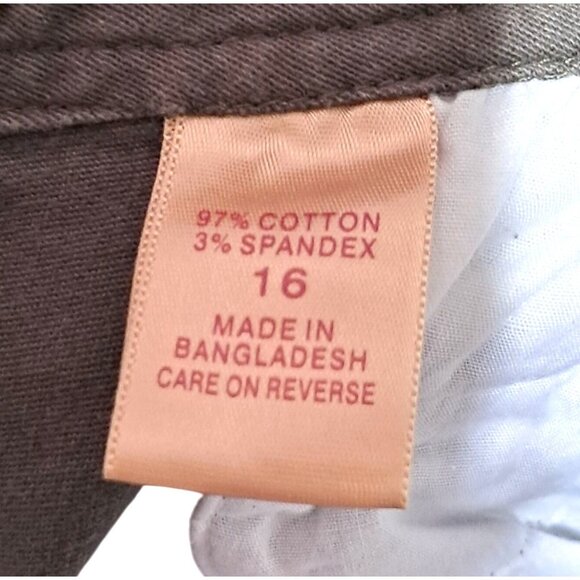 97% COTTON
3% SPANDEX
16
MADE IN
BANGLADESH
CARE ON REVERSE